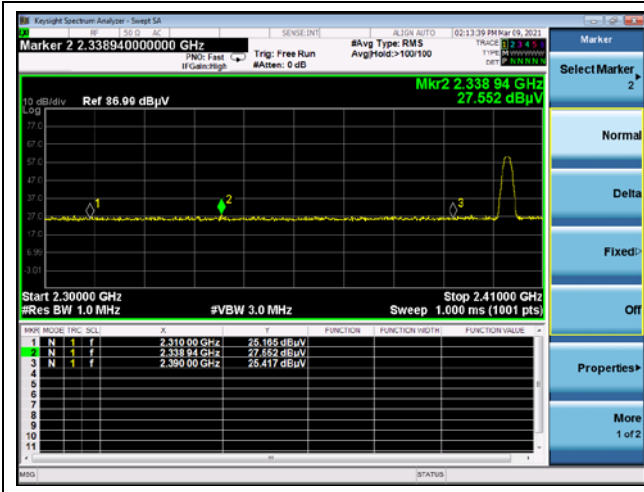 Keysight Spectrum Analyzer - Swept SA
RF 50 Ω AC SENSE:INT ALIGN AUTO 02:13:39 PM Mar 09, 2021
Marker 2 2.338940000000 GHz
PNO: Fast
IFGain:High
Trig: Free Run
#Atten: 0 dB
#Avg Type: RMS
Avg|Hold:>100/100
TRACE 1 2 3 4 5 6
TYPE M WWWWW
DET P N N N N N
Mkr2 2.338 94 GHz
27.552 dBµV
10 dB/div Ref 86.99 dBµV
Log
77.0
67.0
57.0
47.0
37.0
27.0
17.0
6.99
-3.01
1
2
3
Start 2.30000 GHz Stop 2.41000 GHz
#Res BW 1.0 MHz #VBW 3.0 MHz Sweep 1.000 ms (1001 pts)
MKR MODE TRC SCL X Y FUNCTION FUNCTION WIDTH FUNCTION VALUE
1 N 1 f 2.310 00 GHz 25.165 dBµV
2 N 1 f 2.338 94 GHz 27.552 dBµV
3 N 1 f 2.390 00 GHz 25.417 dBµV
4
5
6
7
8
9
10
11
MSG STATUS
Marker
Select Marker
2
Normal
Delta
Fixed
Off
Properties
More
1 of 2